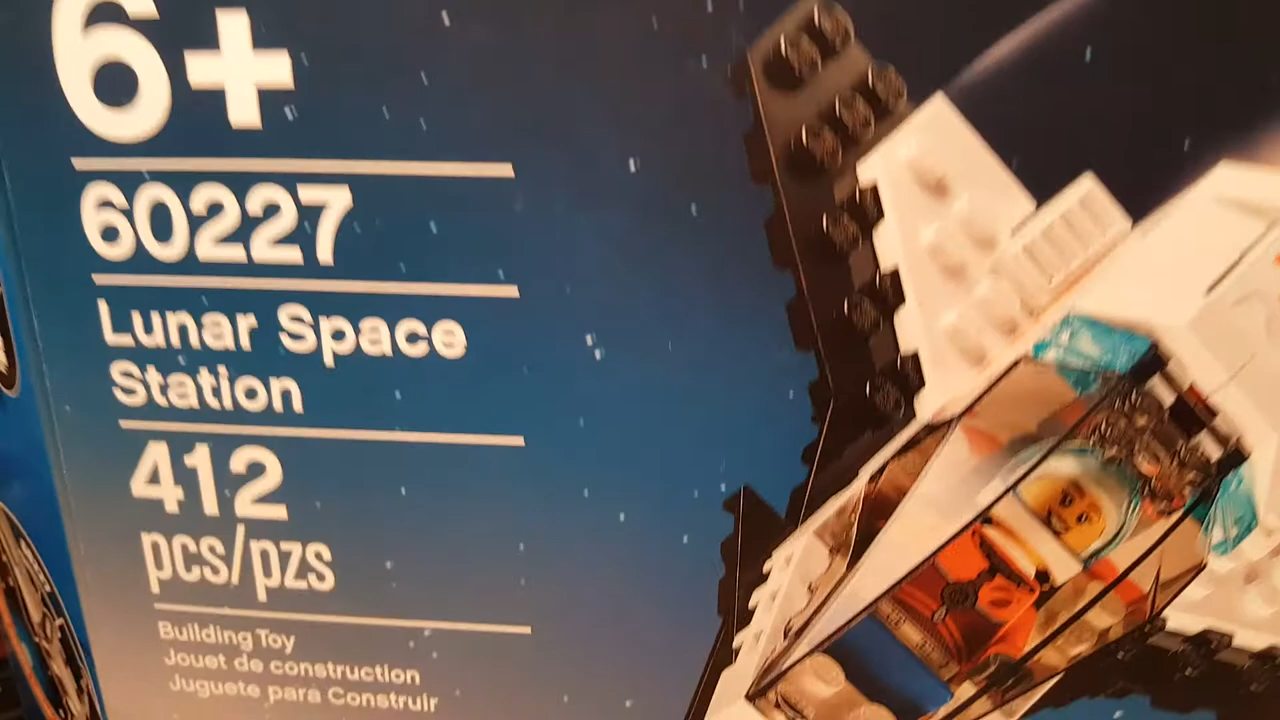 6+
60227
Lunar Space
Station
412
pcs/pzs
Building Toy
Jouet de construction
Juguete para Construir